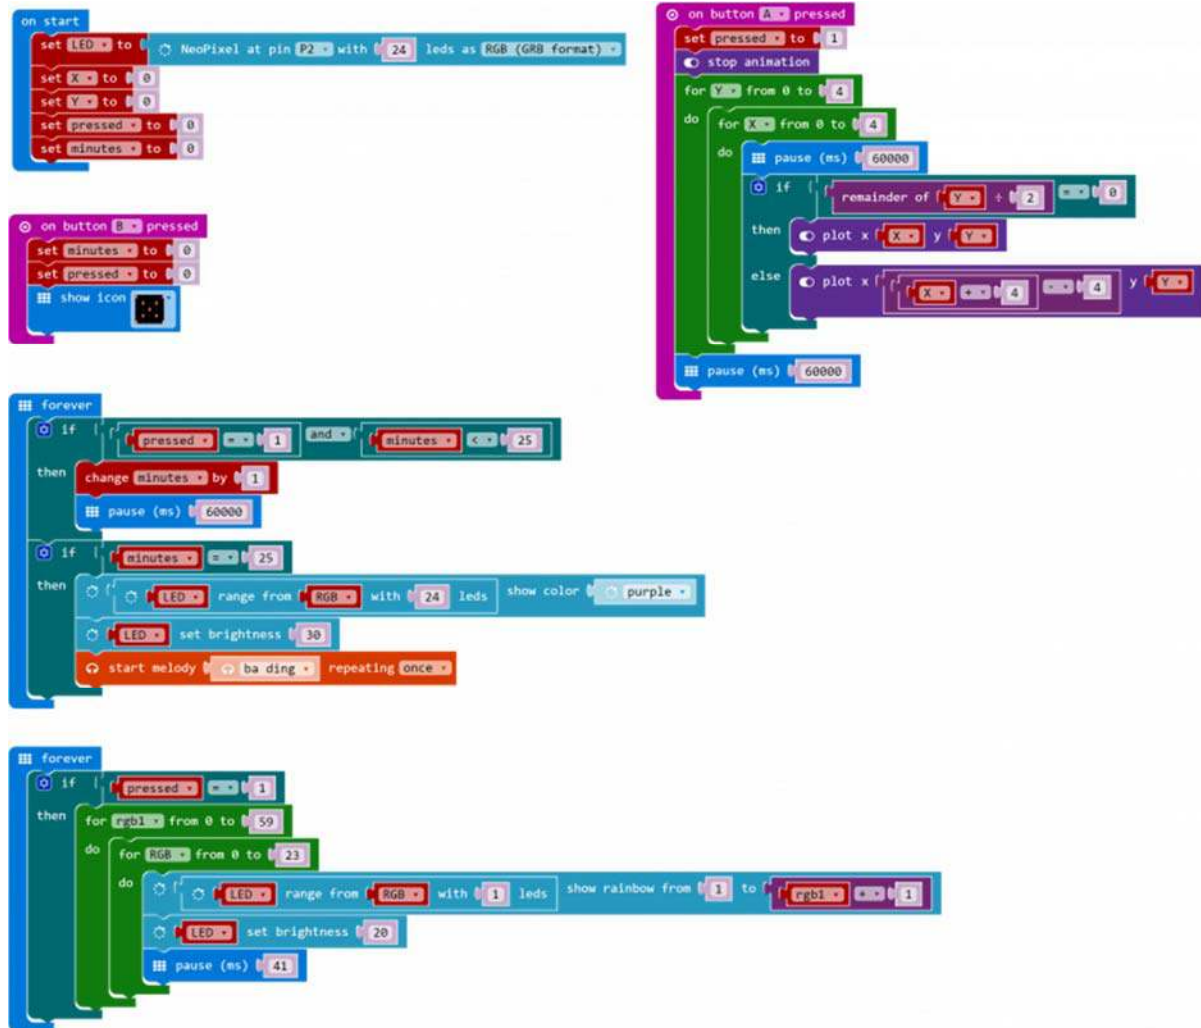 on start
set LED to NeoPixel at pin P2 with 24 leds as RGB (GRB format)
set X to 0
set Y to 0
set pressed to 0
set minutes to 0
on button B pressed
set minutes to 0
set pressed to 0
show icon
on button A pressed
set pressed to 1
stop animation
for Y from 0 to 4
do for X from 0 to 4
do pause (ms) 60000
if remainder of Y ÷ 2 = 0
then plot x X y Y
else plot x X + 4 - 4 y Y
pause (ms) 60000
forever
if pressed = 1 and minutes < 25
then change minutes by 1
pause (ms) 60000
if minutes = 25
then LED range from RGB with 24 leds show color purple
LED set brightness 30
start melody ba ding repeating once
forever
if pressed = 1
then for rgb1 from 0 to 59
do for RGB from 0 to 23
do LED range from RGB with 1 leds show rainbow from 1 to rgb1 + 1
LED set brightness 20
pause (ms) 41